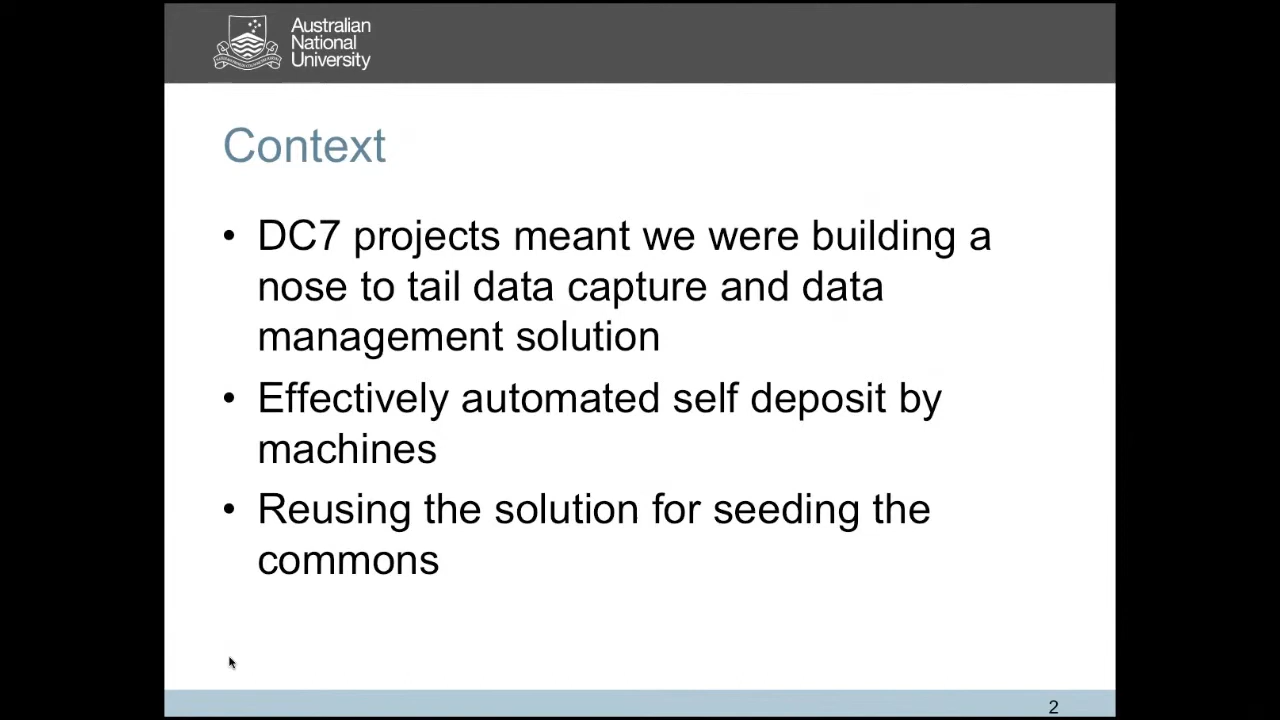 Australian
National
University
Context
• DC7 projects meant we were building a
nose to tail data capture and data
management solution
• Effectively automated self deposit by
machines
• Reusing the solution for seeding the
commons
2